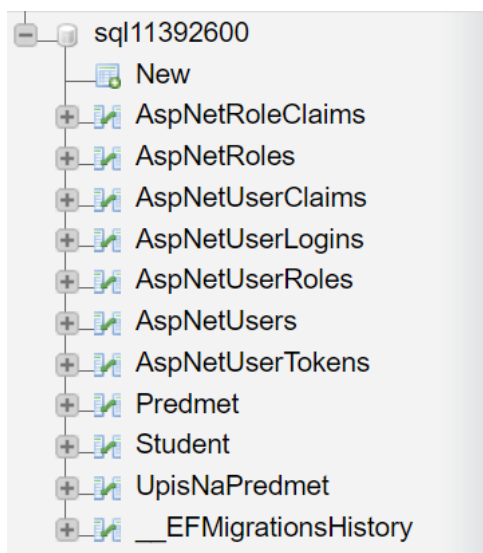 sql11392600
New
AspNetRoleClaims
AspNetRoles
AspNetUserClaims
AspNetUserLogins
AspNetUserRoles
AspNetUsers
AspNetUserTokens
Predmet
Student
UpisNaPredmet
__EFMigrationsHistory